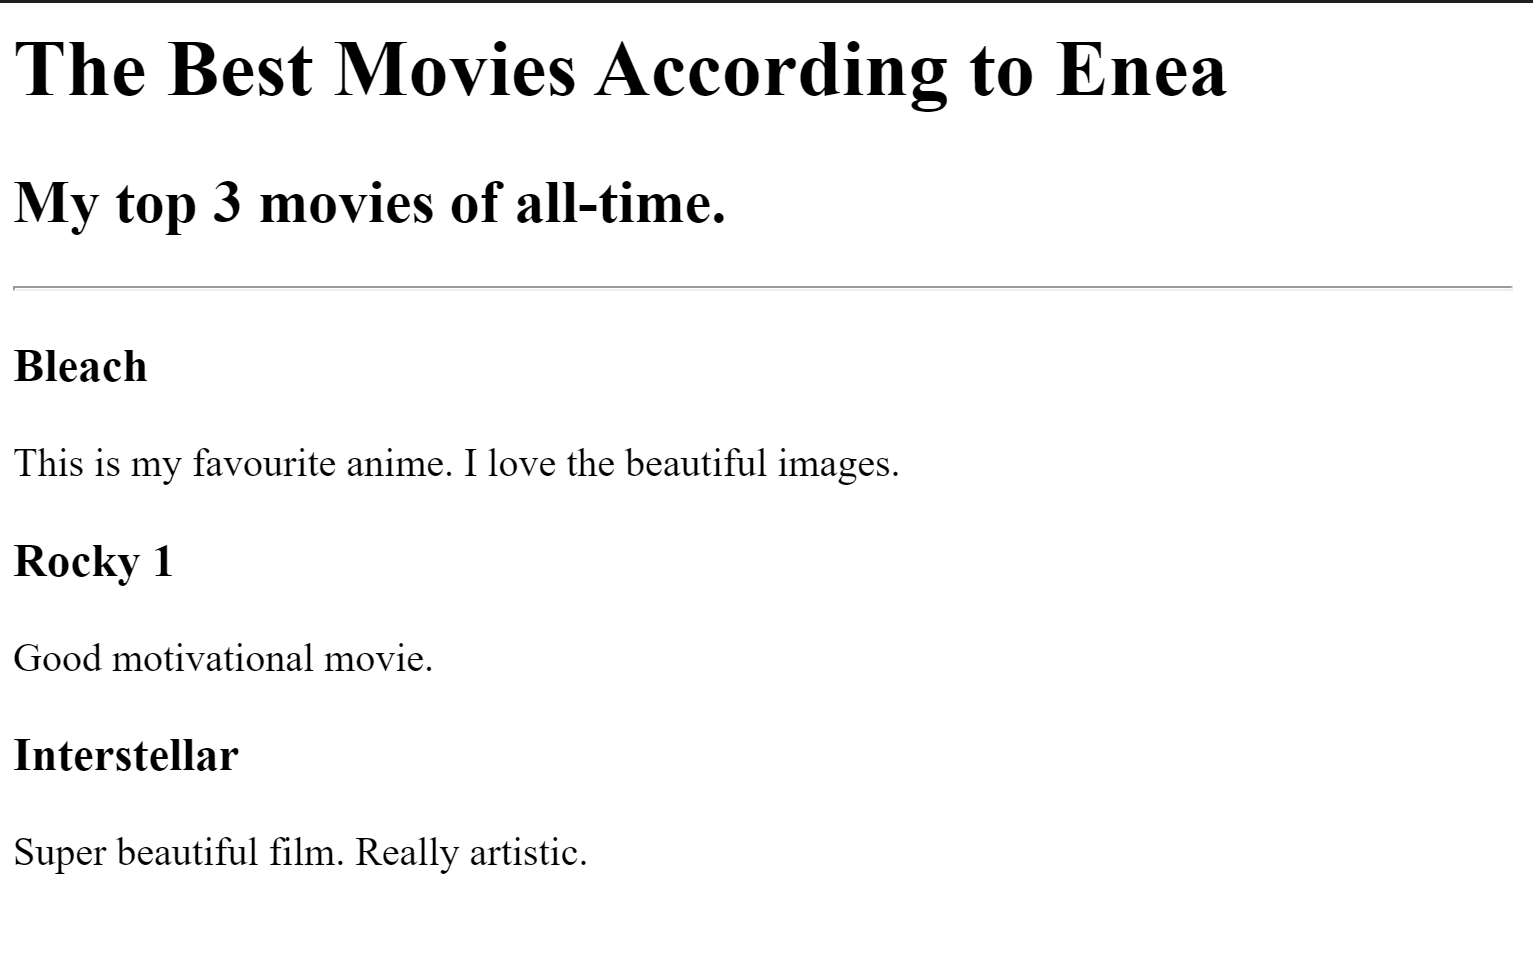 The Best Movies According to Enea
My top 3 movies of all-time.
Bleach
This is my favourite anime. I love the beautiful images.
Rocky 1
Good motivational movie.
Interstellar
Super beautiful film. Really artistic.